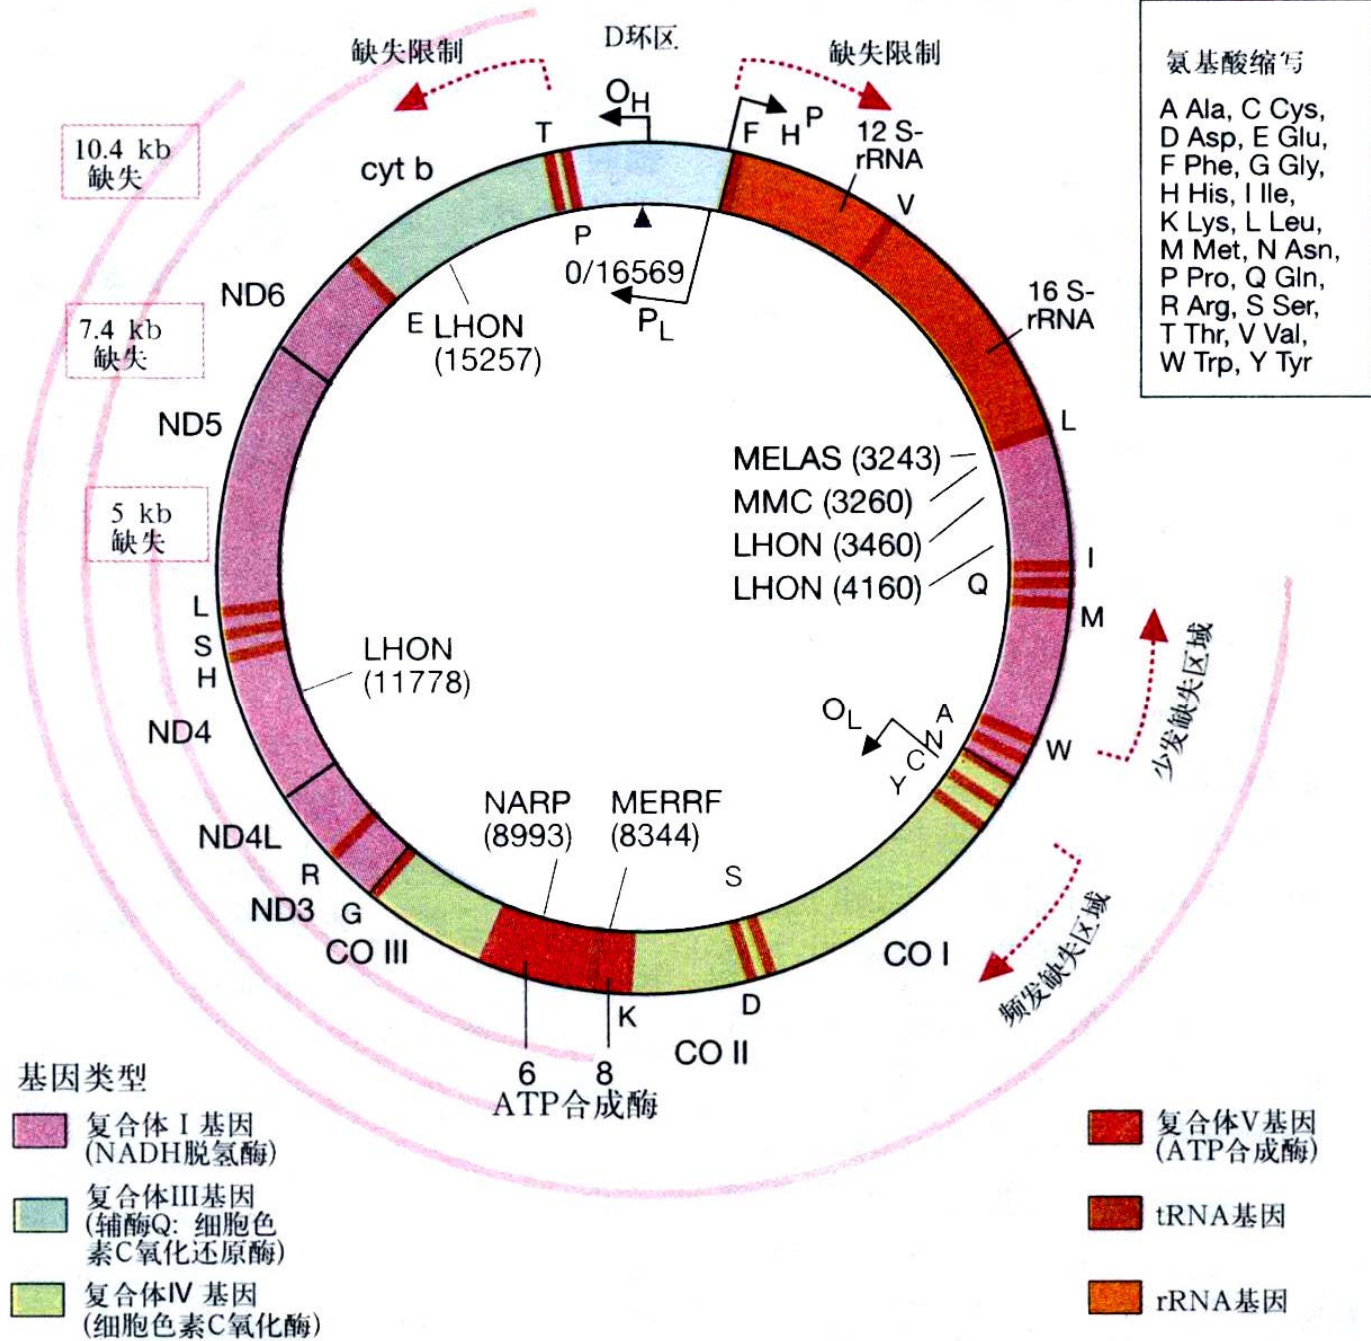 D环区
缺失限制
缺失限制
氨基酸缩写
A Ala, C Cys,
D Asp, E Glu,
F Phe, G Gly,
H His, I Ile,
K Lys, L Leu,
M Met, N Asn,
P Pro, Q Gln,
R Arg, S Ser,
T Thr, V Val,
W Trp, Y Tyr
OH
T
F
H P
12 S-
rRNA
V
10.4 kb
缺失
cyt b
P
0/16569
PL
16 S-
rRNA
ND6
7.4 kb
缺失
E
LHON
(15257)
ND5
L
MELAS (3243)
MMC (3260)
LHON (3460)
LHON (4160)
5 kb
缺失
I
Q
M
L
S
H
LHON
(11778)
少发缺失区域
OL
A
N
C
Y
W
ND4
NARP
(8993)
MERRF
(8344)
ND4L
R
S
ND3
G
CO III
CO I
频发缺失区域
D
K
CO II
6
8
ATP合成酶
基因类型
复合体 I 基因
(NADH脱氢酶)
复合体III基因
(辅酶Q: 细胞色
素C氧化还原酶)
复合体IV 基因
(细胞色素C氧化酶)
复合体V基因
(ATP合成酶)
tRNA基因
rRNA基因